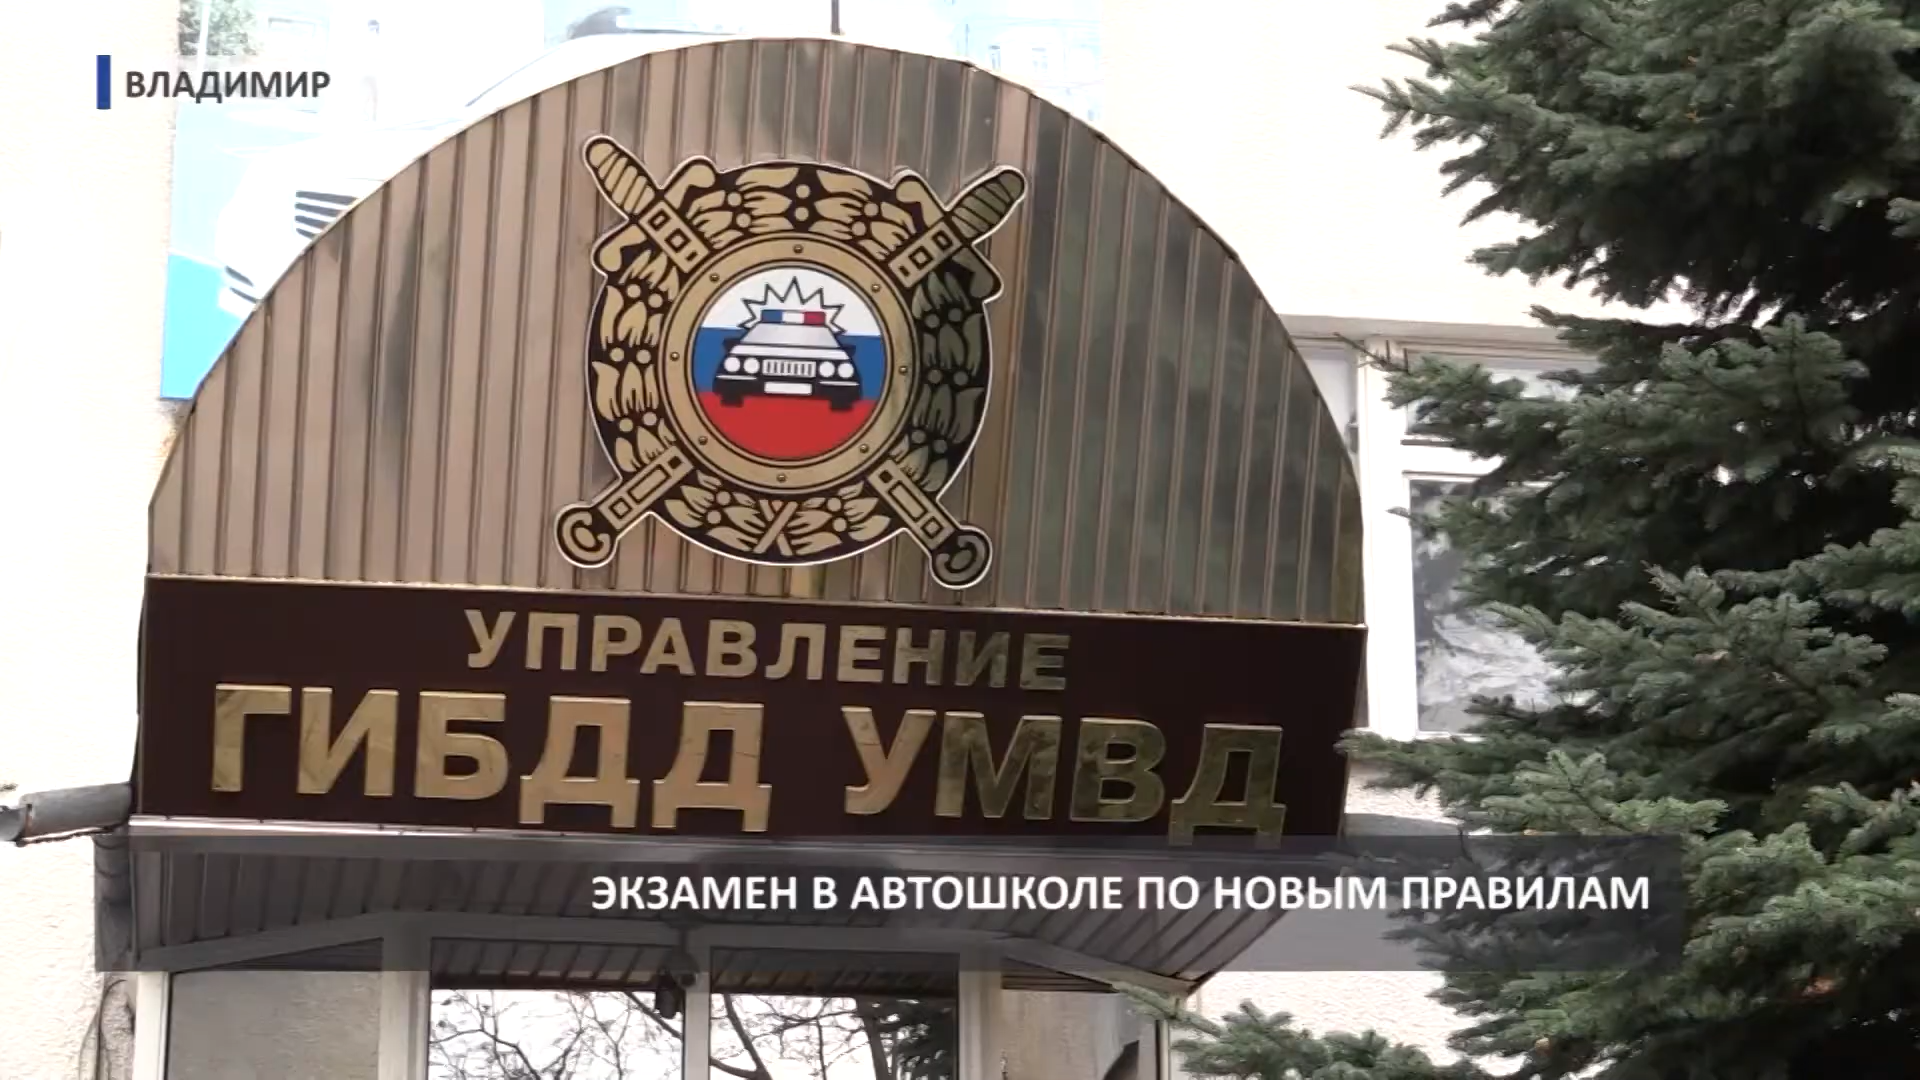 ВЛАДИМИР
УПРАВЛЕНИЕ
ГИБДД УМВД
ЭКЗАМЕН В АВТОШКОЛЕ ПО НОВЫМ ПРАВИЛАМ